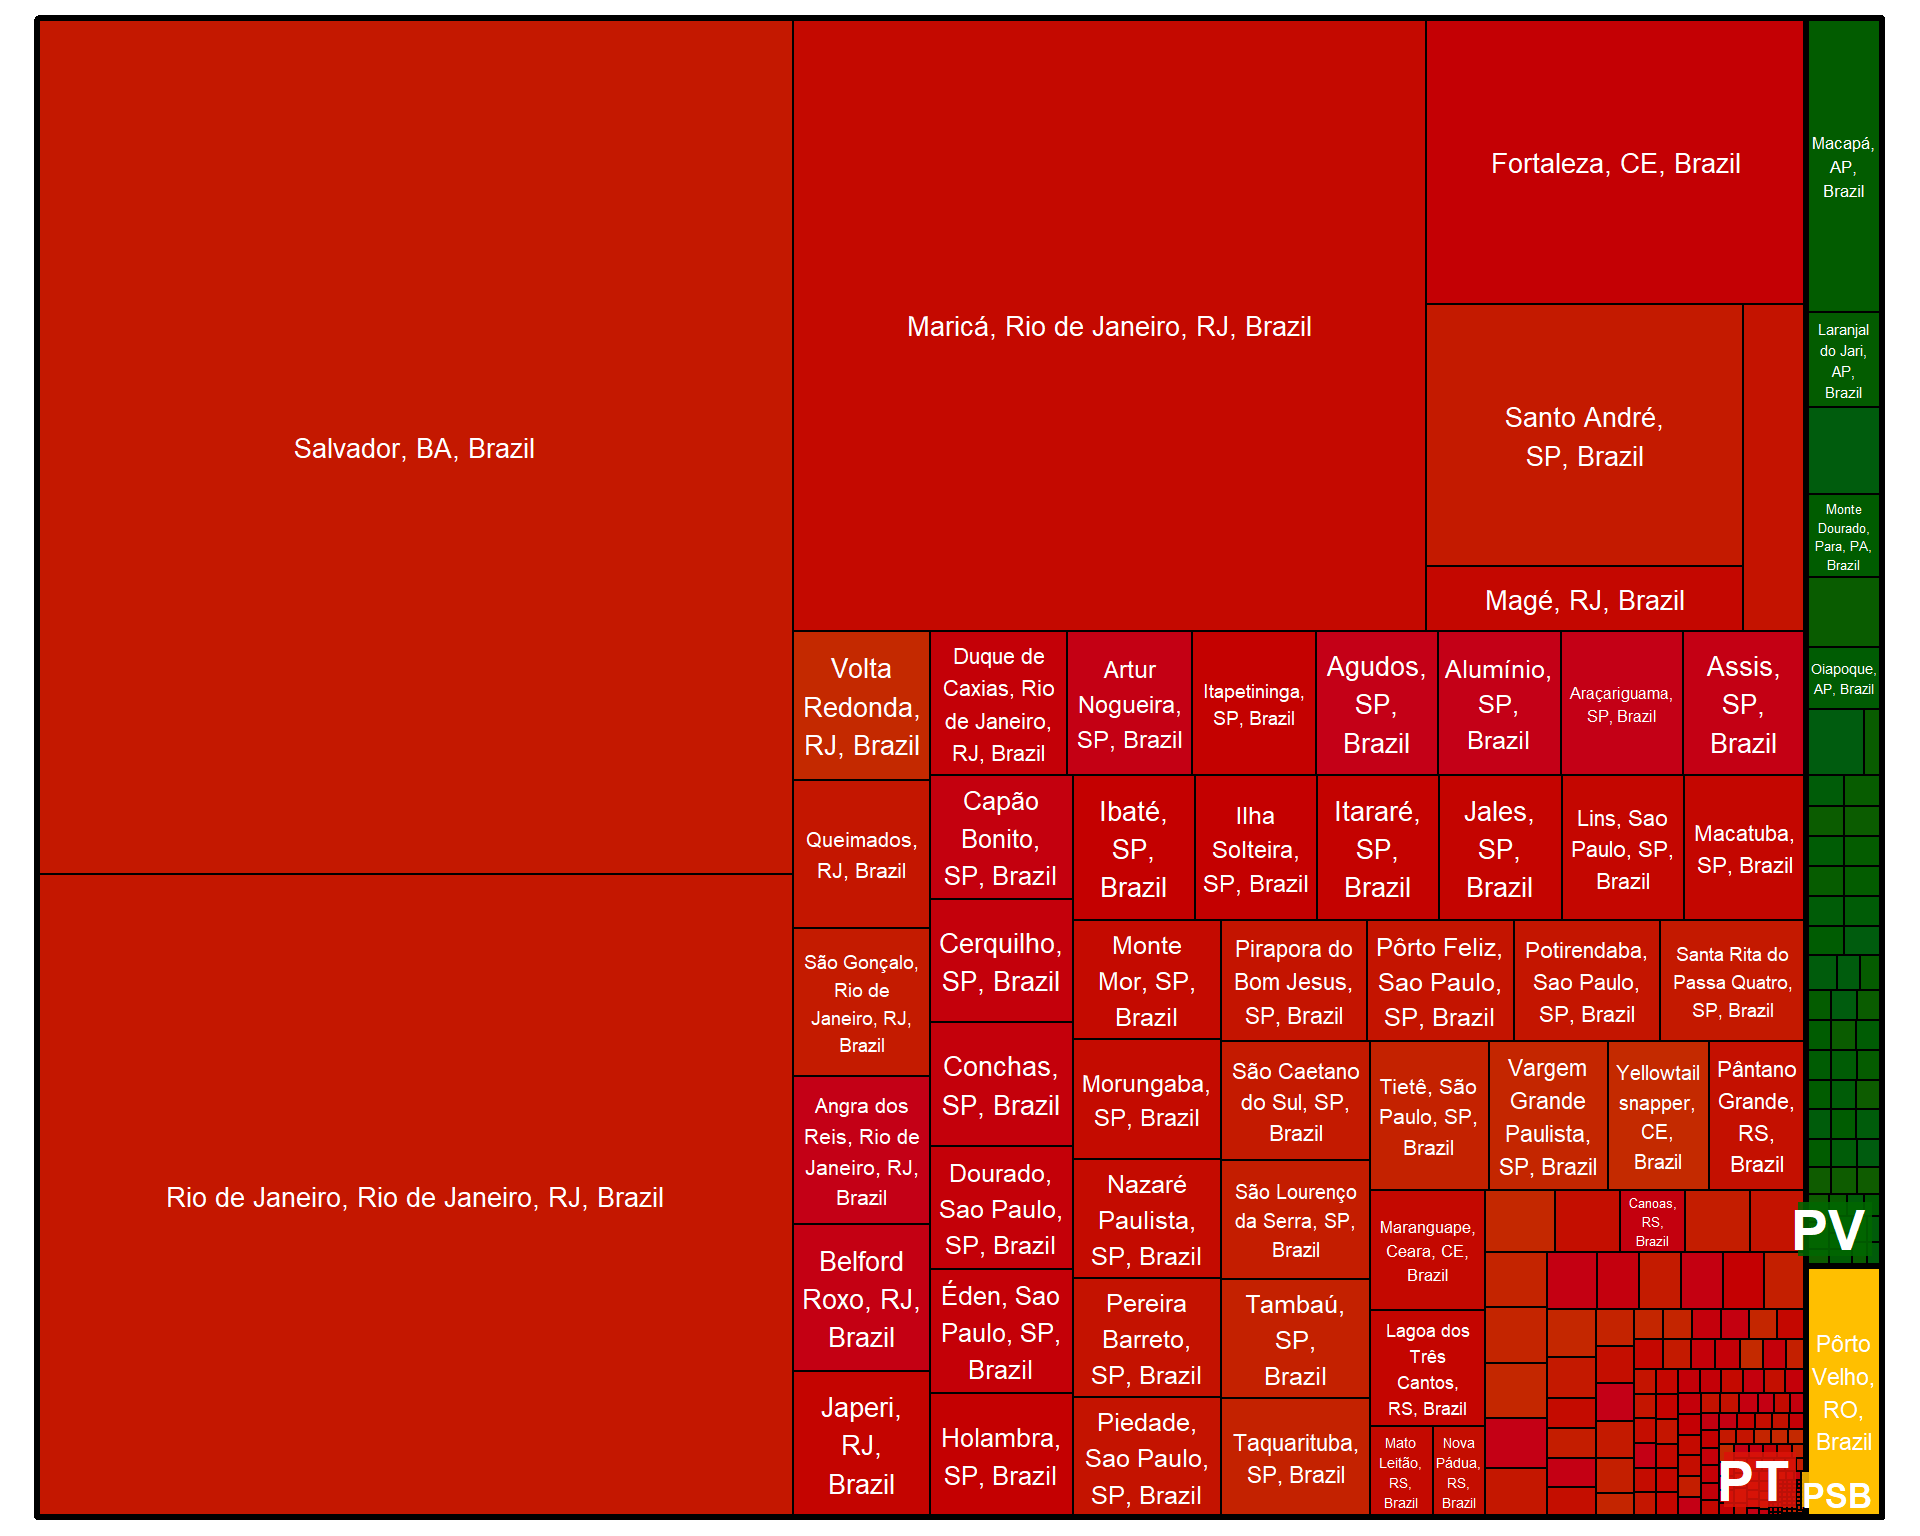 Salvador, BA, Brazil
Rio de Janeiro, Rio de Janeiro, RJ, Brazil
Maricá, Rio de Janeiro, RJ, Brazil
Fortaleza, CE, Brazil
Santo André,
SP, Brazil
Magé, RJ, Brazil
Volta
Redonda,
RJ, Brazil
Queimados,
RJ, Brazil
São Gonçalo,
Rio de
Janeiro, RJ,
Brazil
Angra dos
Reis, Rio de
Janeiro, RJ,
Brazil
Belford
Roxo, RJ,
Brazil
Japeri,
RJ,
Brazil
Duque de
Caxias, Rio
de Janeiro,
RJ, Brazil
Artur
Nogueira,
SP, Brazil
Itapetininga,
SP, Brazil
Agudos,
SP,
Brazil
Alumínio,
SP,
Brazil
Araçariguama,
SP, Brazil
Assis,
SP,
Brazil
Capão
Bonito,
SP, Brazil
Cerquilho,
SP, Brazil
Conchas,
SP, Brazil
Dourado,
Sao Paulo,
SP, Brazil
Éden, Sao
Paulo, SP,
Brazil
Holambra,
SP, Brazil
Ibaté,
SP,
Brazil
Ilha
Solteira,
SP, Brazil
Itararé,
SP,
Brazil
Jales,
SP,
Brazil
Lins, Sao
Paulo, SP,
Brazil
Macatuba,
SP, Brazil
Monte
Mor, SP,
Brazil
Morungaba,
SP, Brazil
Nazaré
Paulista,
SP, Brazil
Pereira
Barreto,
SP, Brazil
Piedade,
Sao Paulo,
SP, Brazil
Pirapora do
Bom Jesus,
SP, Brazil
Pôrto Feliz,
Sao Paulo,
SP, Brazil
Potirendaba,
Sao Paulo,
SP, Brazil
Santa Rita do
Passa Quatro,
SP, Brazil
São Caetano
do Sul, SP,
Brazil
São Lourenço
da Serra, SP,
Brazil
Tambaú,
SP,
Brazil
Taquarituba,
SP, Brazil
Tietê, São
Paulo, SP,
Brazil
Vargem
Grande
Paulista,
SP, Brazil
Yellowtail
snapper,
CE,
Brazil
Pântano
Grande,
RS,
Brazil
Maranguape,
Ceara, CE,
Brazil
Lagoa dos
Três
Cantos,
RS, Brazil
Mato
Leitão,
RS,
Brazil
Nova
Pádua,
RS,
Brazil
Canoas,
RS,
Brazil
PT
Macapá,
AP,
Brazil
Laranjal
do Jari,
AP,
Brazil
Monte
Dourado,
Para, PA,
Brazil
Oiapoque,
AP, Brazil
PV
Pôrto
Velho,
RO,
Brazil
PSB